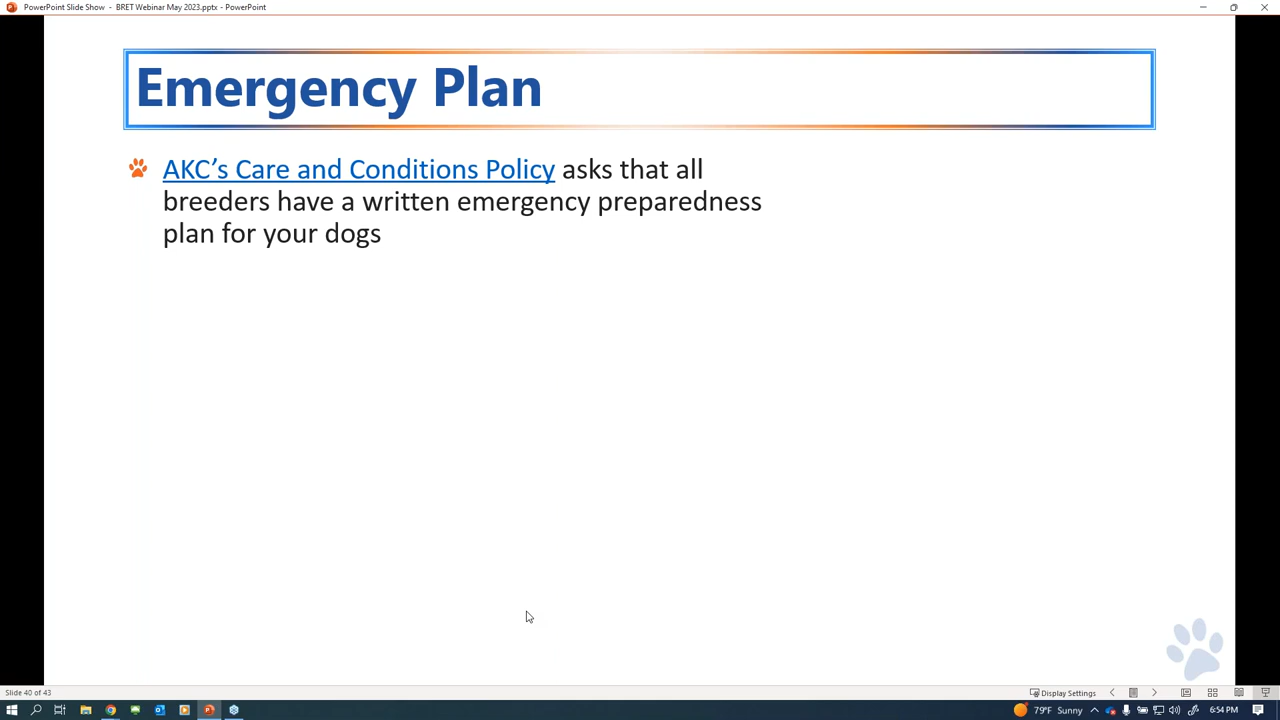 PowerPoint Slide Show - BRET Webinar May 2023.pptx - PowerPoint
Emergency Plan
AKC’s Care and Conditions Policy asks that all
breeders have a written emergency preparedness
plan for your dogs
Slide 40 of 43
Display Settings
79°F Sunny
6:54 PM